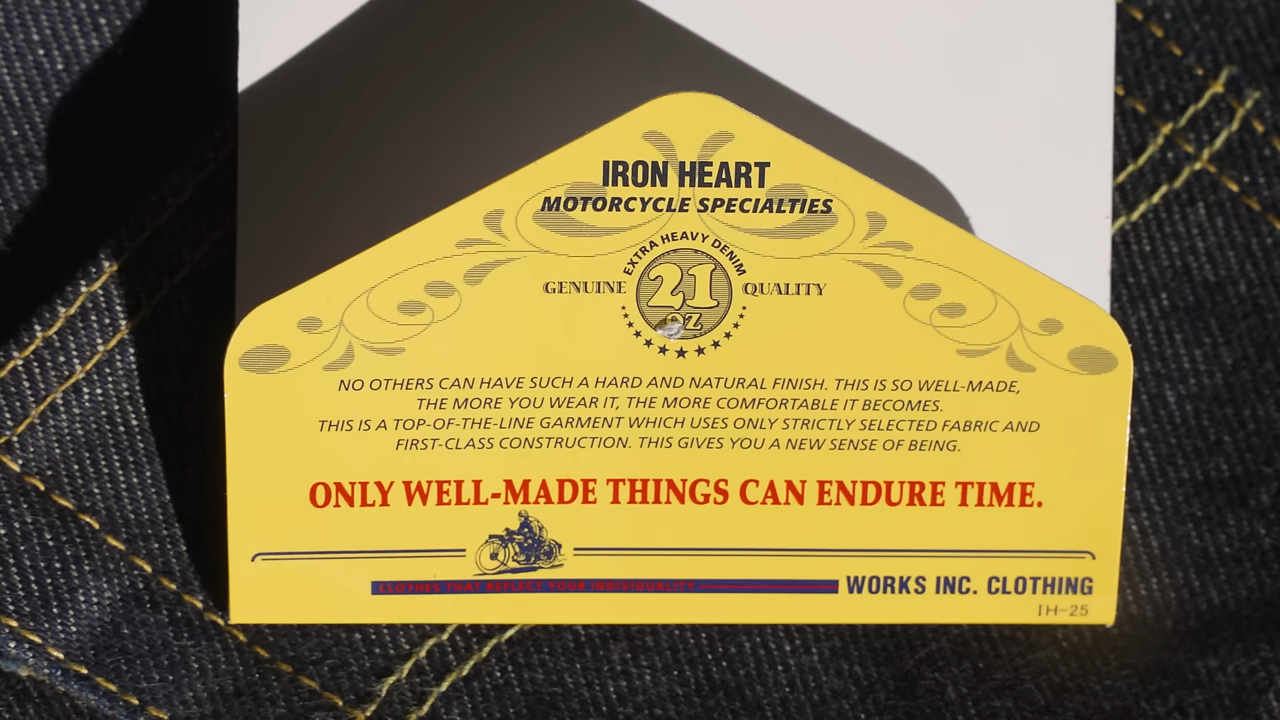 IRON HEART
MOTORCYCLE SPECIALTIES
EXTRA HEAVY DENIM
GENUINE 21 OZ QUALITY
NO OTHERS CAN HAVE SUCH A HARD AND NATURAL FINISH. THIS IS SO WELL-MADE,
THE MORE YOU WEAR IT, THE MORE COMFORTABLE IT BECOMES.
THIS IS A TOP-OF-THE-LINE GARMENT WHICH USES ONLY STRICTLY SELECTED FABRIC AND
FIRST-CLASS CONSTRUCTION. THIS GIVES YOU A NEW SENSE OF BEING.
ONLY WELL-MADE THINGS CAN ENDURE TIME.
CLOTHES THAT REFLECT YOUR INDIVIQUALITY
WORKS INC. CLOTHING
IH-25